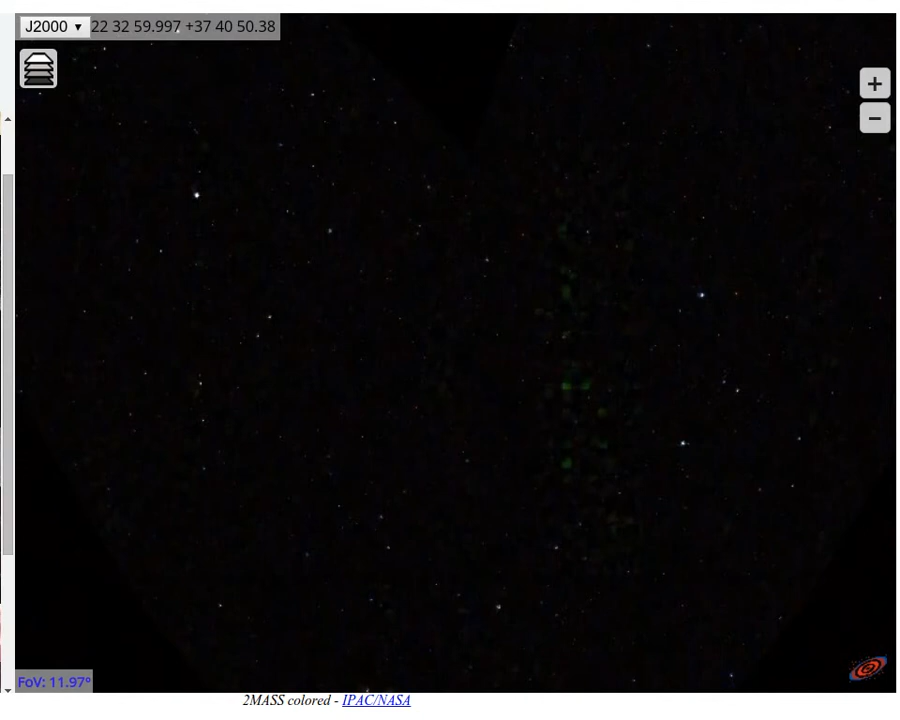 J2000 ▼ 22 32 59.997 +37 40 50.38
+
−
FoV: 11.97°
2MASS colored - IPAC/NASA